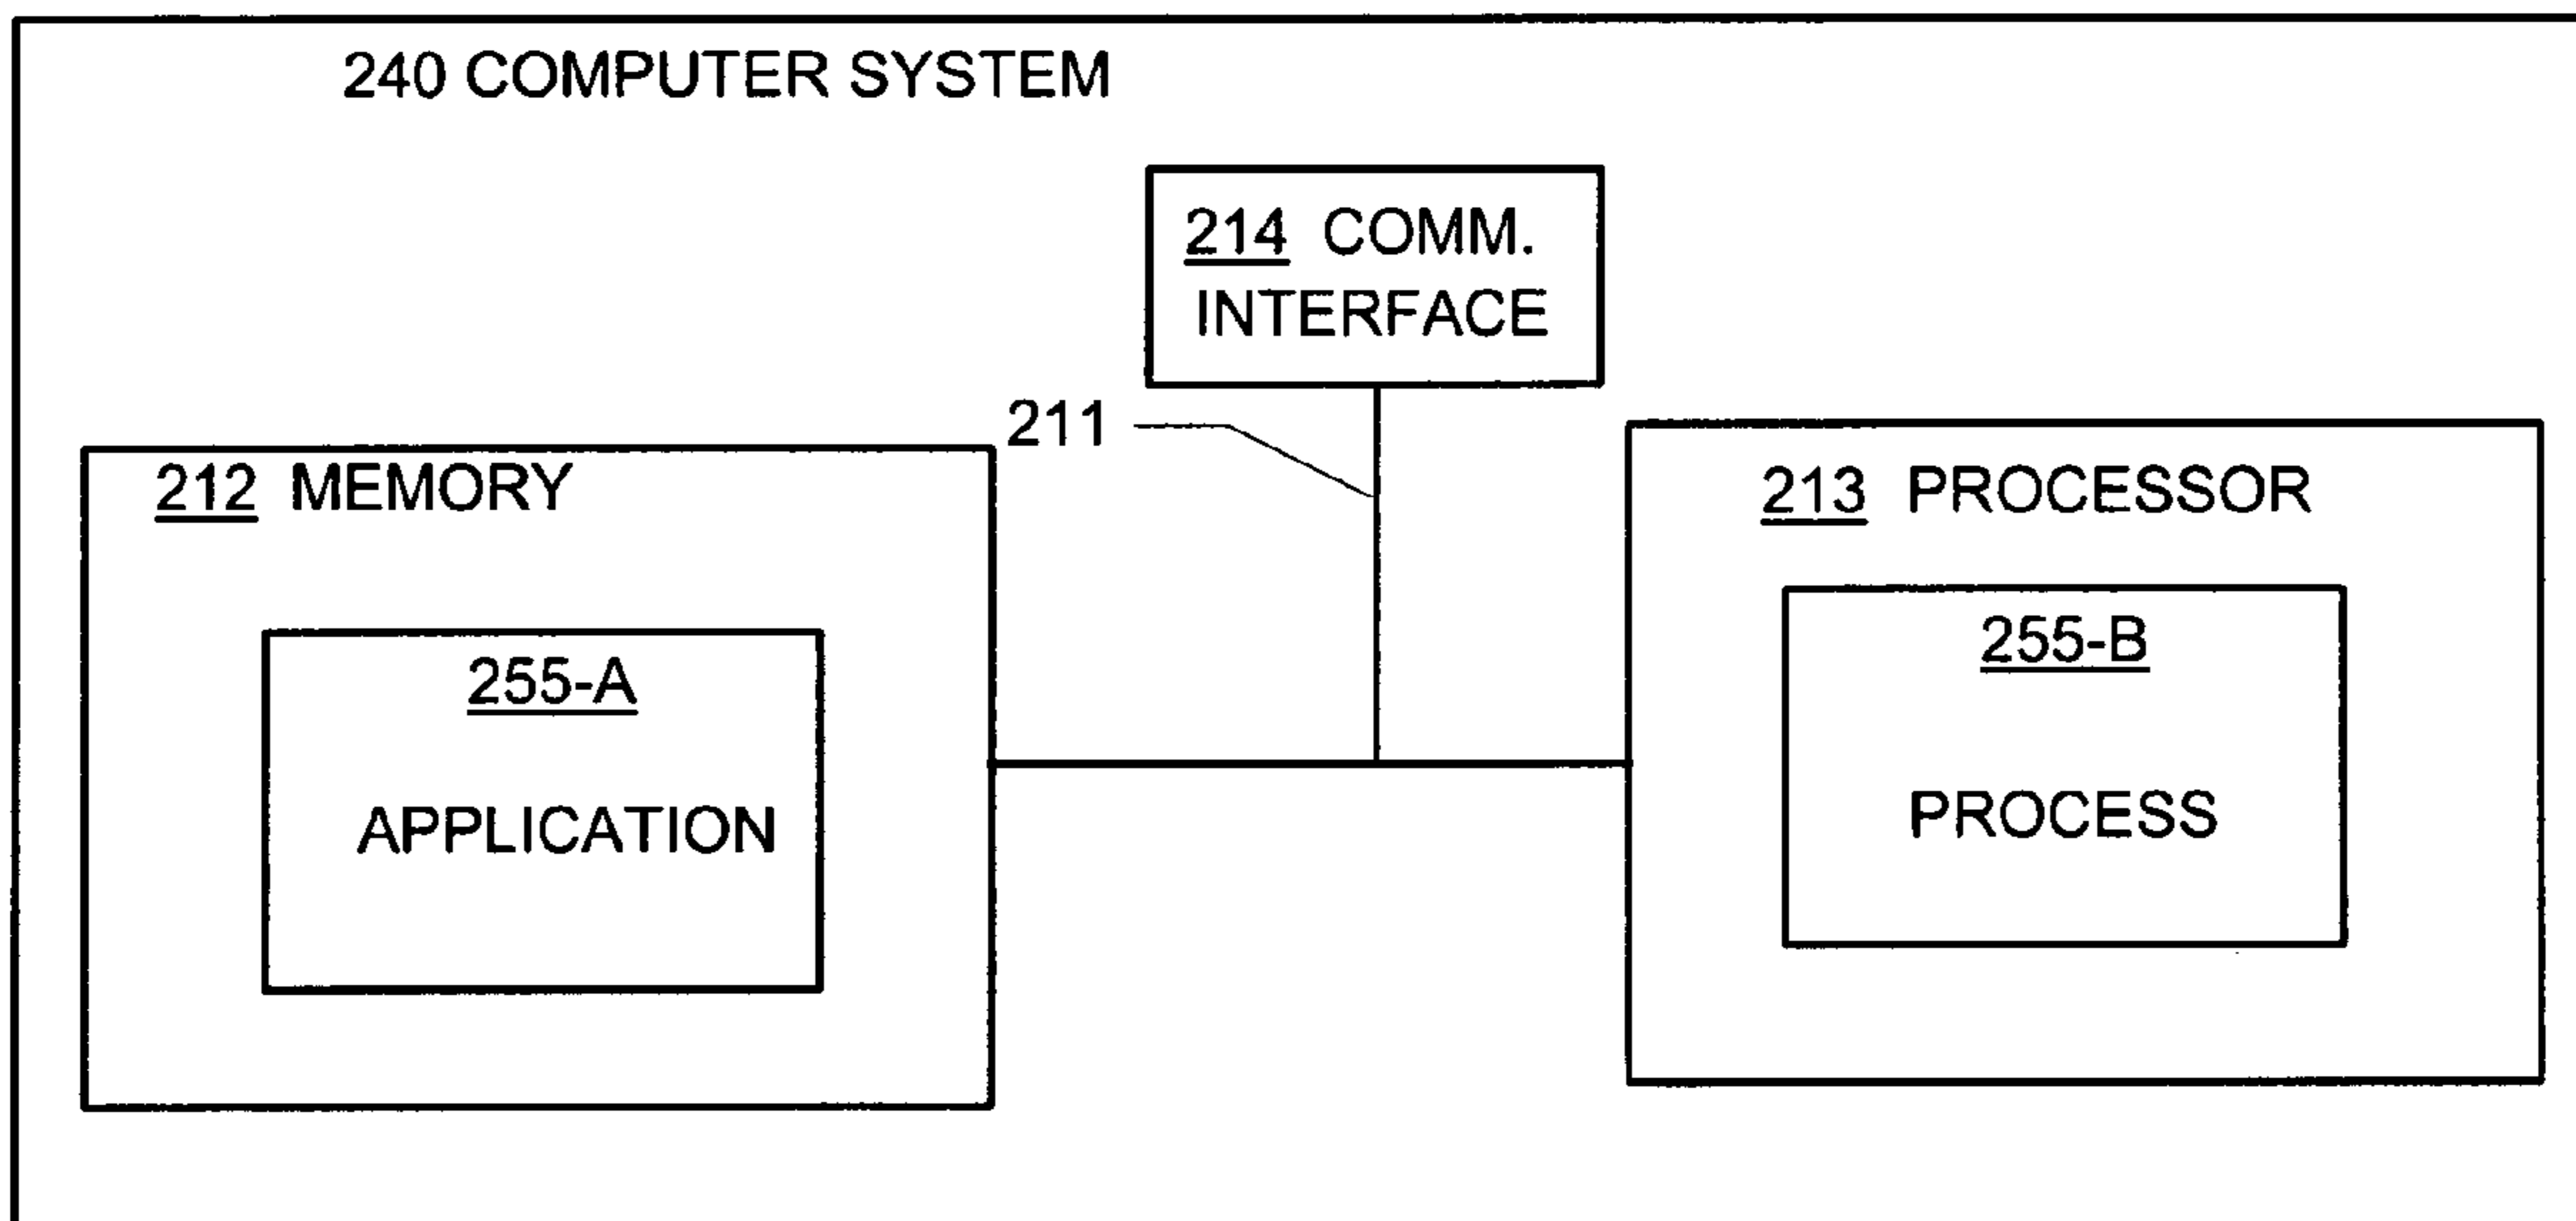 240 COMPUTER SYSTEM
214 COMM.
INTERFACE
211
212 MEMORY
213 PROCESSOR
255-A
APPLICATION
255-B
PROCESS